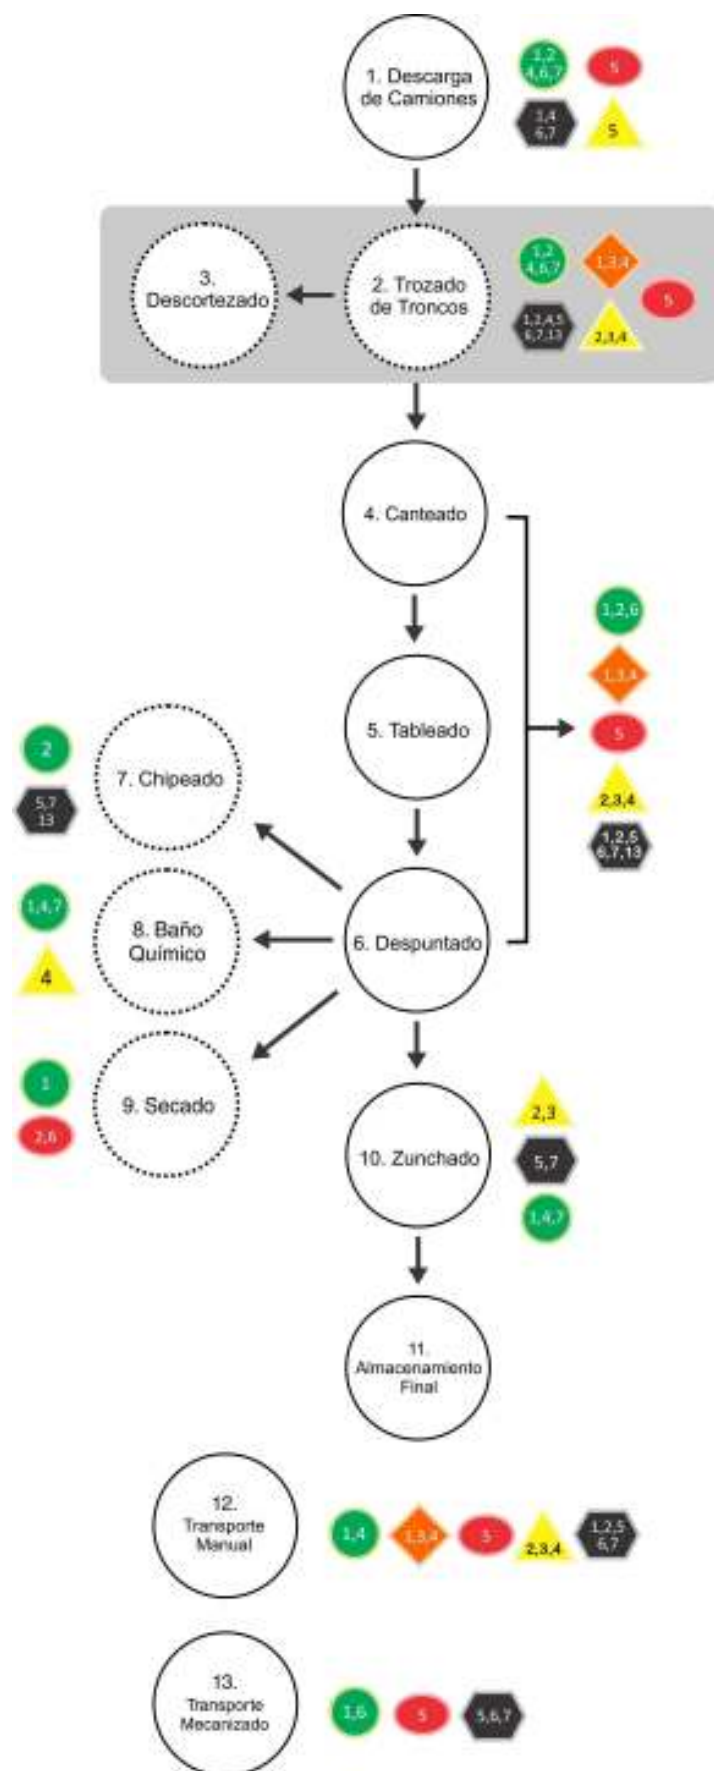 1. Descarga
de Camiones
1,2
4,6,7
5
1,4
6,7
5
3.
Descortezado
2. Trozado
de Troncos
1,2
4,6,7
1,3,4
5
1,2,4,5
6,7,13
2,3,4
4. Canteado
1,2,6
1,3,4
5
2,3,4
1,2,5
6,7,13
5. Tableado
2
5,7
13
7. Chipeado
1,4,7
4
8. Baño
Químico
6. Despuntado
1
2,6
9. Secado
10. Zunchado
2,3
5,7
1,4,7
11.
Almacenamiento
Final
12.
Transporte
Manual
1,4
1,3,4
5
2,3,4
1,2,5
6,7
13.
Transporte
Mecanizado
1,6
5
5,6,7